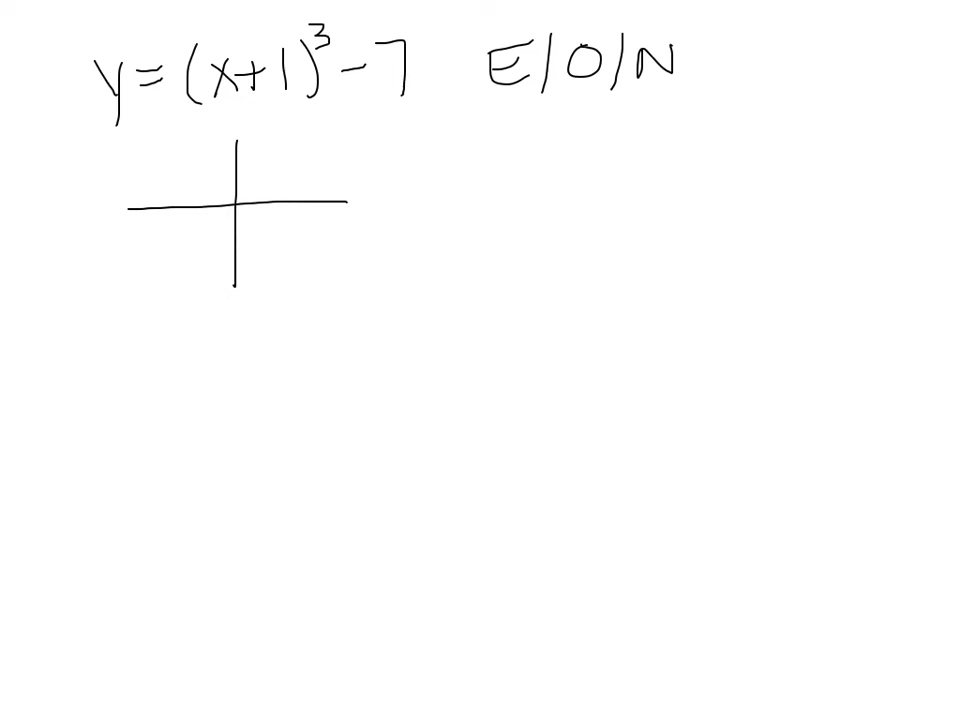 y = (x+1)³ - 7 E/O/N